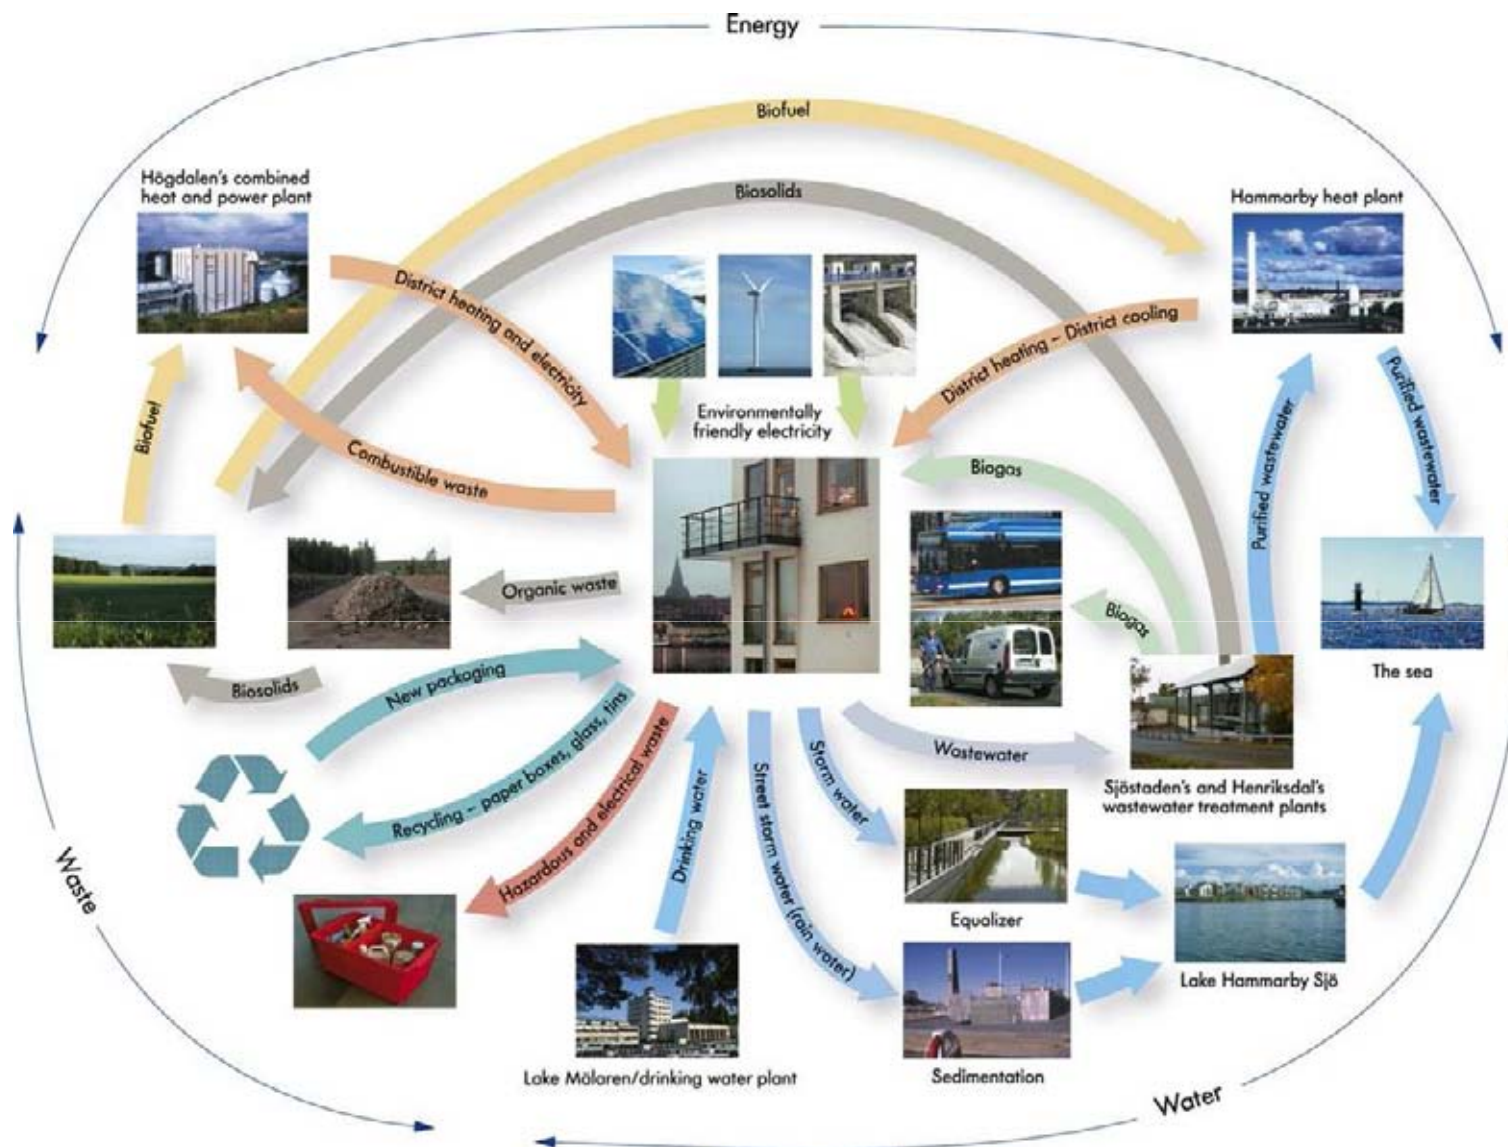 Energy
Biofuel
Högdalen's combined
heat and power plant
Biosolids
Hammarby heat plant
District heating and electricity
District heating – District cooling
Purified wastewater
Environmentally
friendly electricity
Biofuel
Combustible waste
Biogas
Purified wastewater
Organic waste
Biogas
The sea
Biosolids
New packaging
Recycling – paper boxes, glass, tins
Hazardous and electrical waste
Drinking water
Street storm water (rain water)
Storm water
Wastewater
Sjöstaden's and Henriksdal's
wastewater treatment plants
Equalizer
Lake Hammarby Sjö
Waste
Lake Mälaren/drinking water plant
Sedimentation
Water